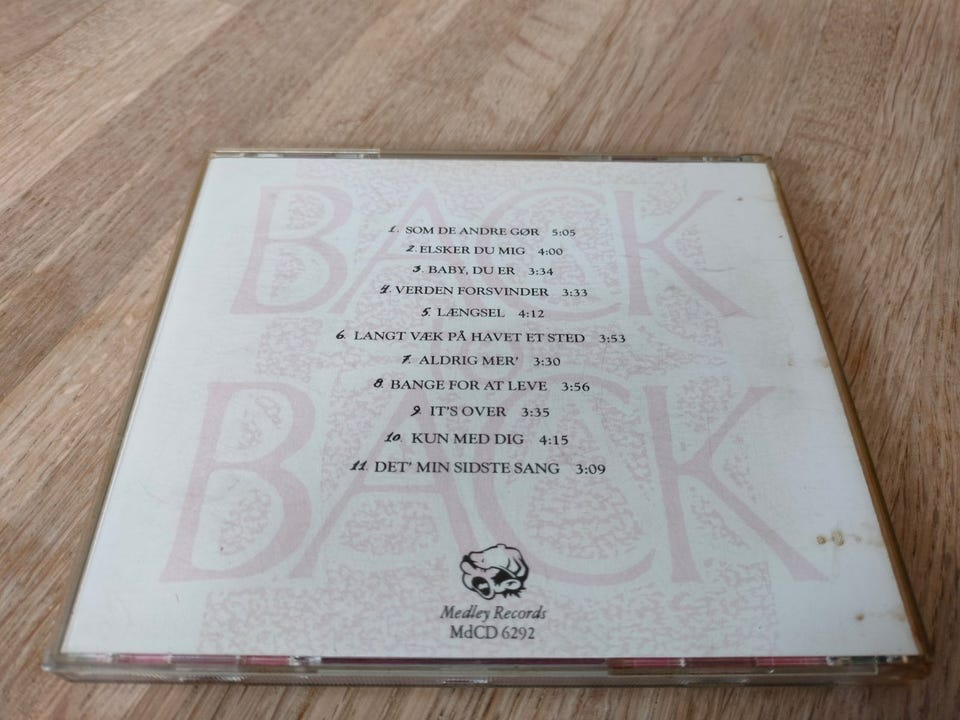 BACK
BACK
1. SOM DE ANDRE GØR 5:05
2. ELSKER DU MIG 4:00
3. BABY, DU ER 3:34
4. VERDEN FORSVINDER 3:33
5. LÆNGSEL 4:12
6. LANGT VÆK PÅ HAVET ET STED 3:53
7. ALDRIG MER' 3:30
8. BANGE FOR AT LEVE 3:56
9. IT'S OVER 3:35
10. KUN MED DIG 4:15
11. DET' MIN SIDSTE SANG 3:09
Medley Records
MdCD 6292